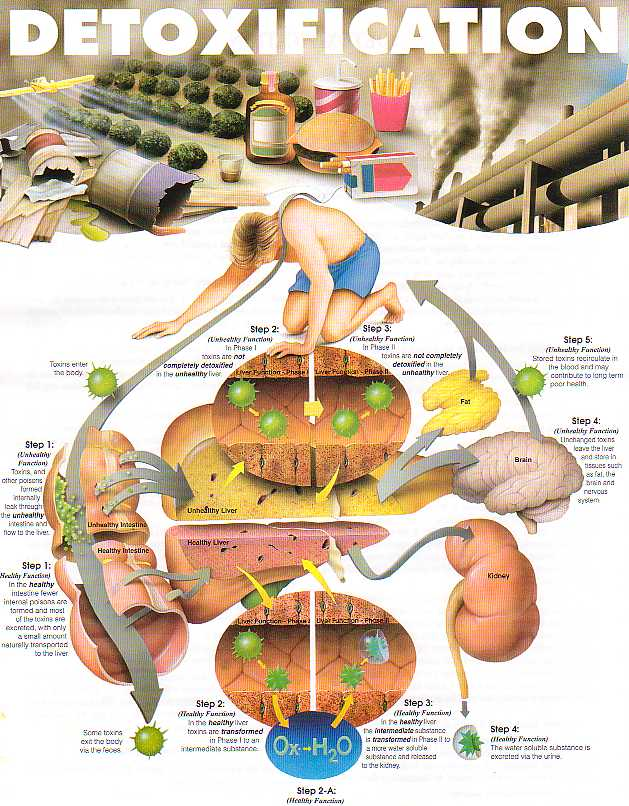 DETOXIFICATION
Toxins enter
the body.
Step 2:
(Unhealthy Function)
In Phase I
toxins are not
completely detoxified
in the unhealthy liver.
Step 3:
(Unhealthy Function)
In Phase II
toxins are not completely
detoxified in the
unhealthy liver.
Step 5:
(Unhealthy Function)
Stored toxins recirculate in
the blood and may
contribute to long term
poor health.
Liver Function - Phase I
Liver Function - Phase II
Fat
Step 4:
(Unhealthy Function)
Unchanged toxins
leave the liver
and store in
tissues such
as fat, the
brain and
nervous
system.
Brain
Step 1:
(Unhealthy
Function)
Toxins, and
other poisons
formed
internally
leak through
the unhealthy
intestine and
flow to the liver.
Unhealthy Intestine
Unhealthy Liver
Healthy Intestine
Healthy Liver
Step 1:
(Healthy Function)
In the healthy
intestine fewer
internal poisons are
formed and most
of the toxins are
excreted, with only
a small amount
naturally transported
to the liver.
Kidney
Liver Function - Phase I
Liver Function - Phase II
Some toxins
exit the body
via the feces.
Step 2:
(Healthy Function)
In the healthy liver
toxins are transformed
in Phase I to an
intermediate substance.
Ox→H₂O
Step 3:
(Healthy Function)
In the healthy liver
the intermediate substance
is transformed in Phase II to
a more water soluble
substance and released
to the kidney.
Step 4:
(Healthy Function)
The water soluble substance is
excreted via the urine.
Step 2-A:
(Healthy Function)